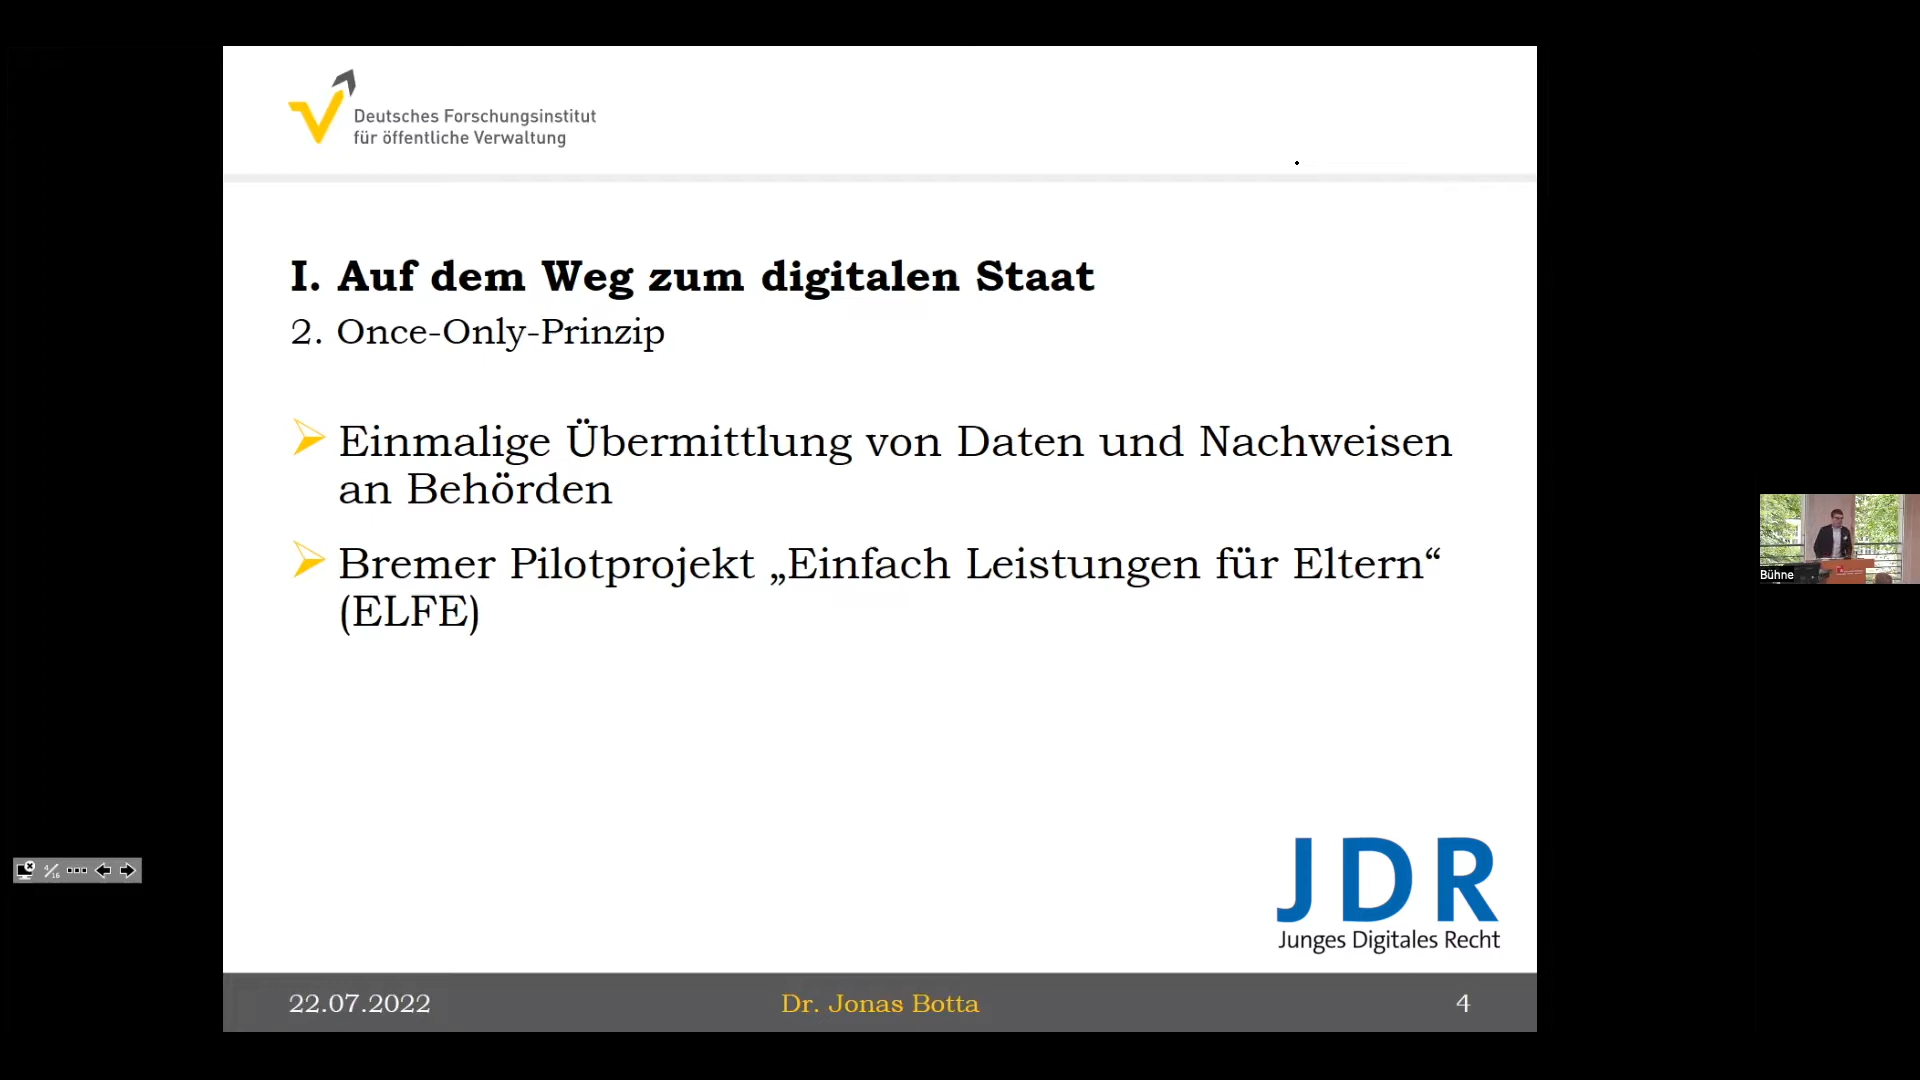 Deutsches Forschungsinstitut
für öffentliche Verwaltung
I. Auf dem Weg zum digitalen Staat
2. Once-Only-Prinzip
Einmalige Übermittlung von Daten und Nachweisen
an Behörden
Bremer Pilotprojekt „Einfach Leistungen für Eltern“
(ELFE)
Bühne
4/16
JDR
Junges Digitales Recht
22.07.2022
Dr. Jonas Botta
4